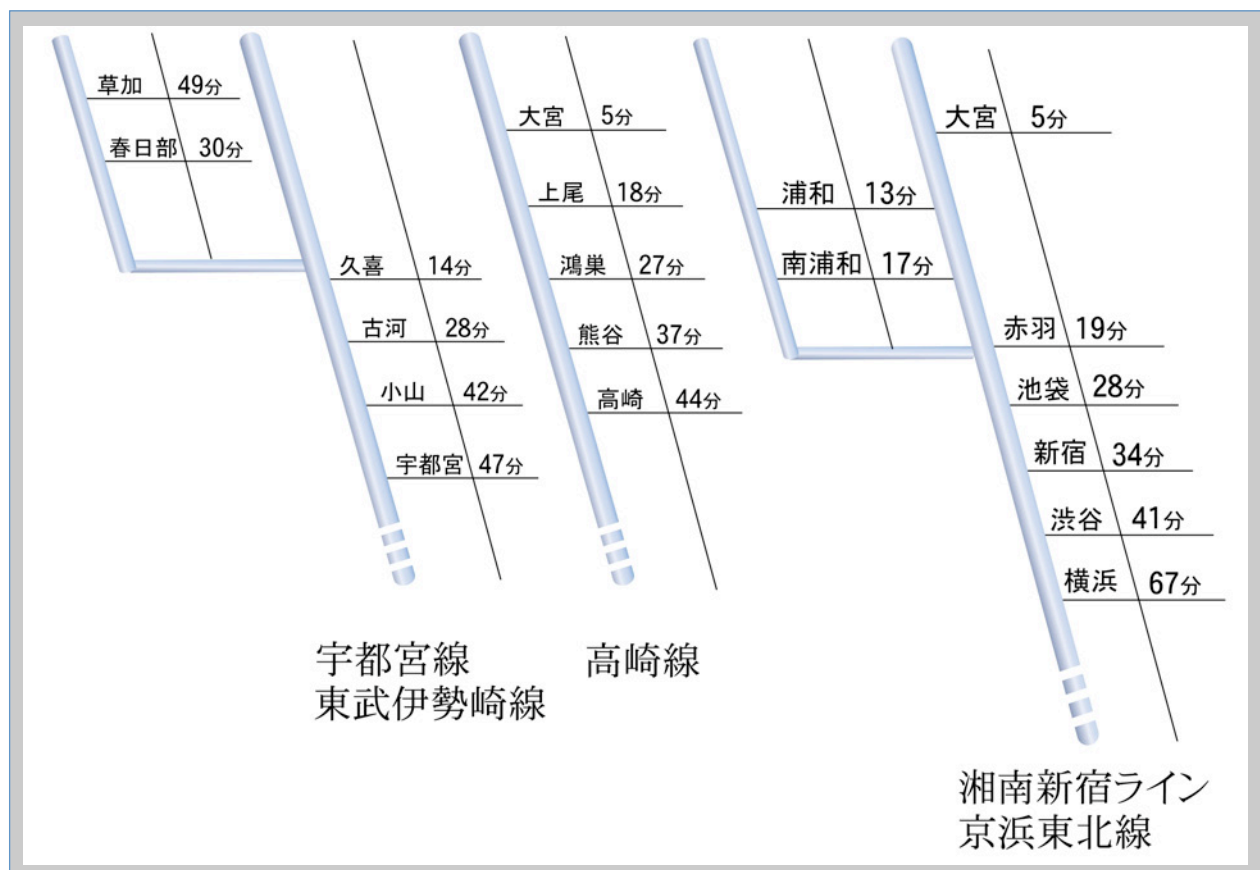 草加 49分
春日部 30分
久喜 14分
古河 28分
小山 42分
宇都宮 47分
宇都宮線
東武伊勢崎線
大宮 5分
上尾 18分
鴻巣 27分
熊谷 37分
高崎 44分
高崎線
浦和 13分
南浦和 17分
大宮 5分
赤羽 19分
池袋 28分
新宿 34分
渋谷 41分
横浜 67分
湘南新宿ライン
京浜東北線